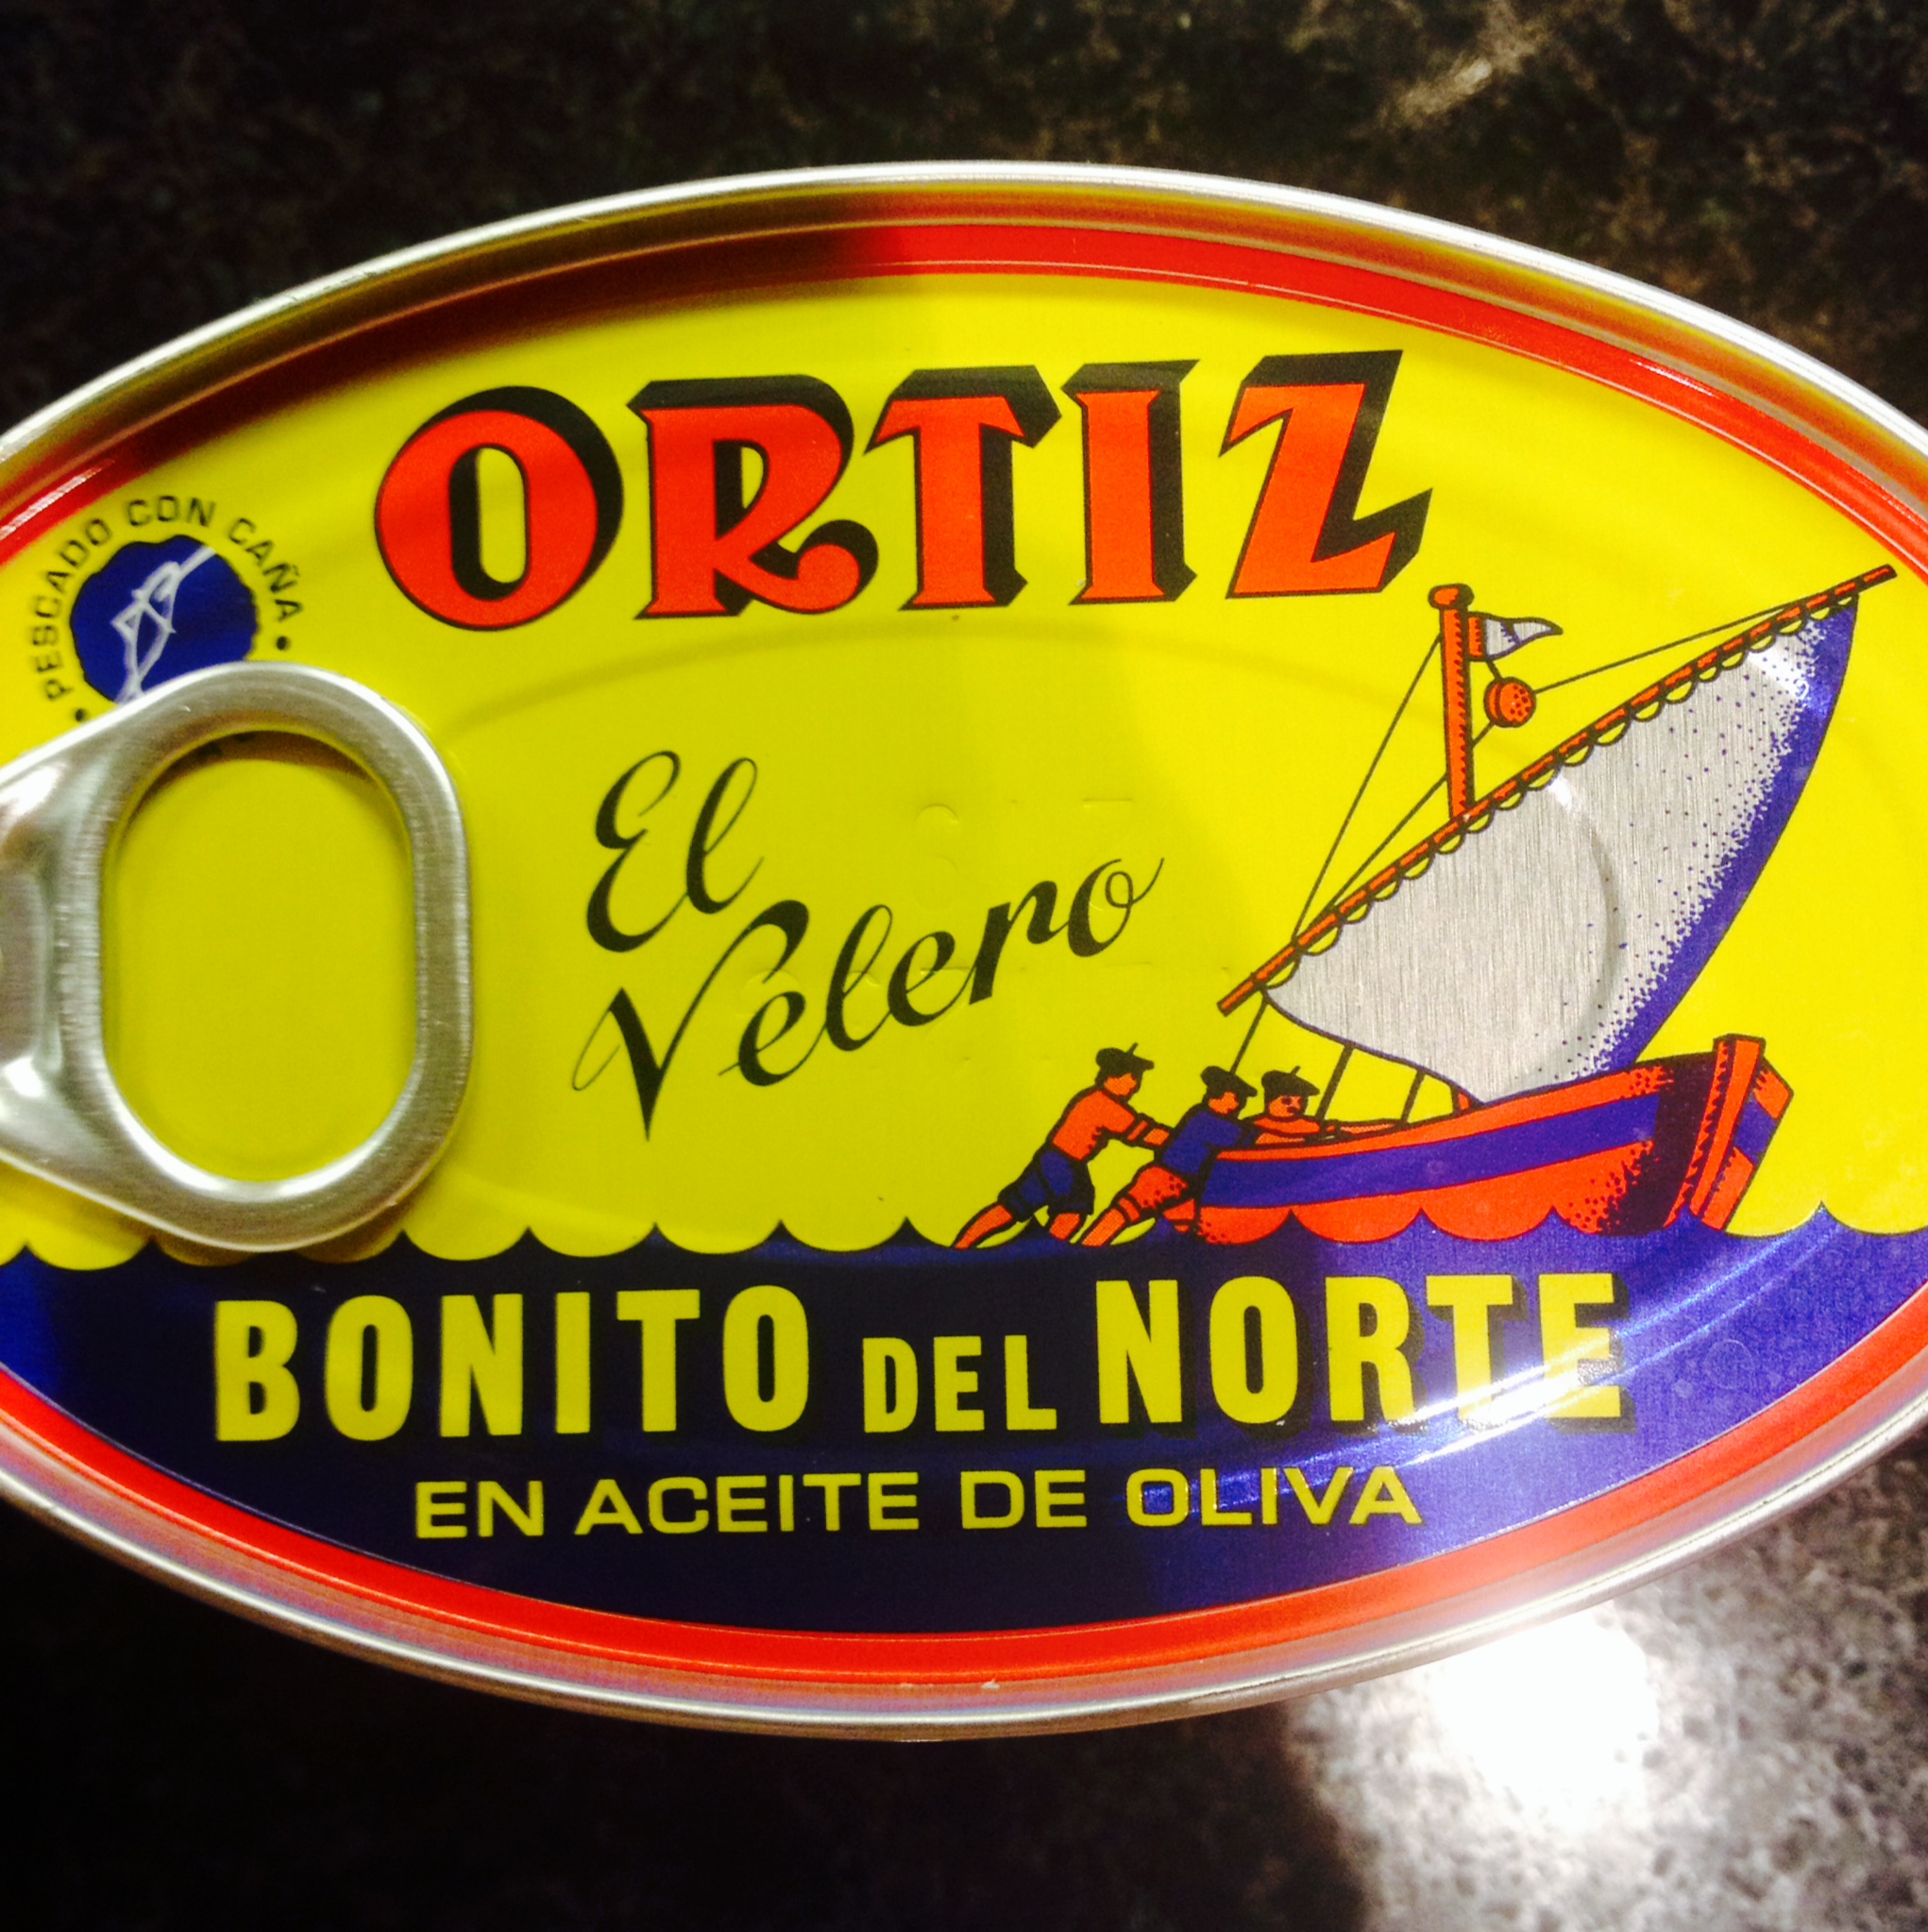 ORTIZ
PESCADO CON CAÑA
El
Velero
BONITO DEL NORTE
EN ACEITE DE OLIVA